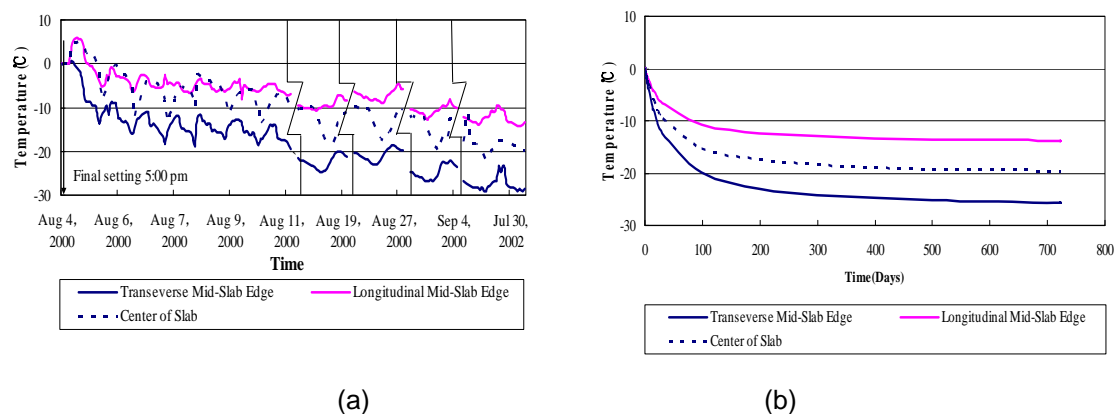 10
0
-10
-20
-30
Temperature (℃)
Final setting 5:00 pm
Aug 4, 2000
Aug 6, 2000
Aug 7, 2000
Aug 9, 2000
Aug 11, 2000
Aug 19, 2000
Aug 27, 2000
Sep 4, 2000
Jul 30, 2002
Time
Transeverse Mid-Slab Edge
Longitudinal Mid-Slab Edge
Center of Slab
(a)
10
0
-10
-20
-30
Temperature (℃)
0 100 200 300 400 500 600 700 800
Time(Days)
Transeverse Mid-Slab Edge
Longitudinal Mid-Slab Edge
Center of Slab
(b)